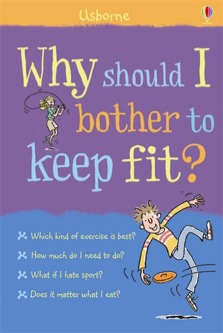 Usborne
Why should I
bother to
keep fit?
Which kind of exercise is best?
How much do I need to do?
What if I hate sport?
Does it matter what I eat?